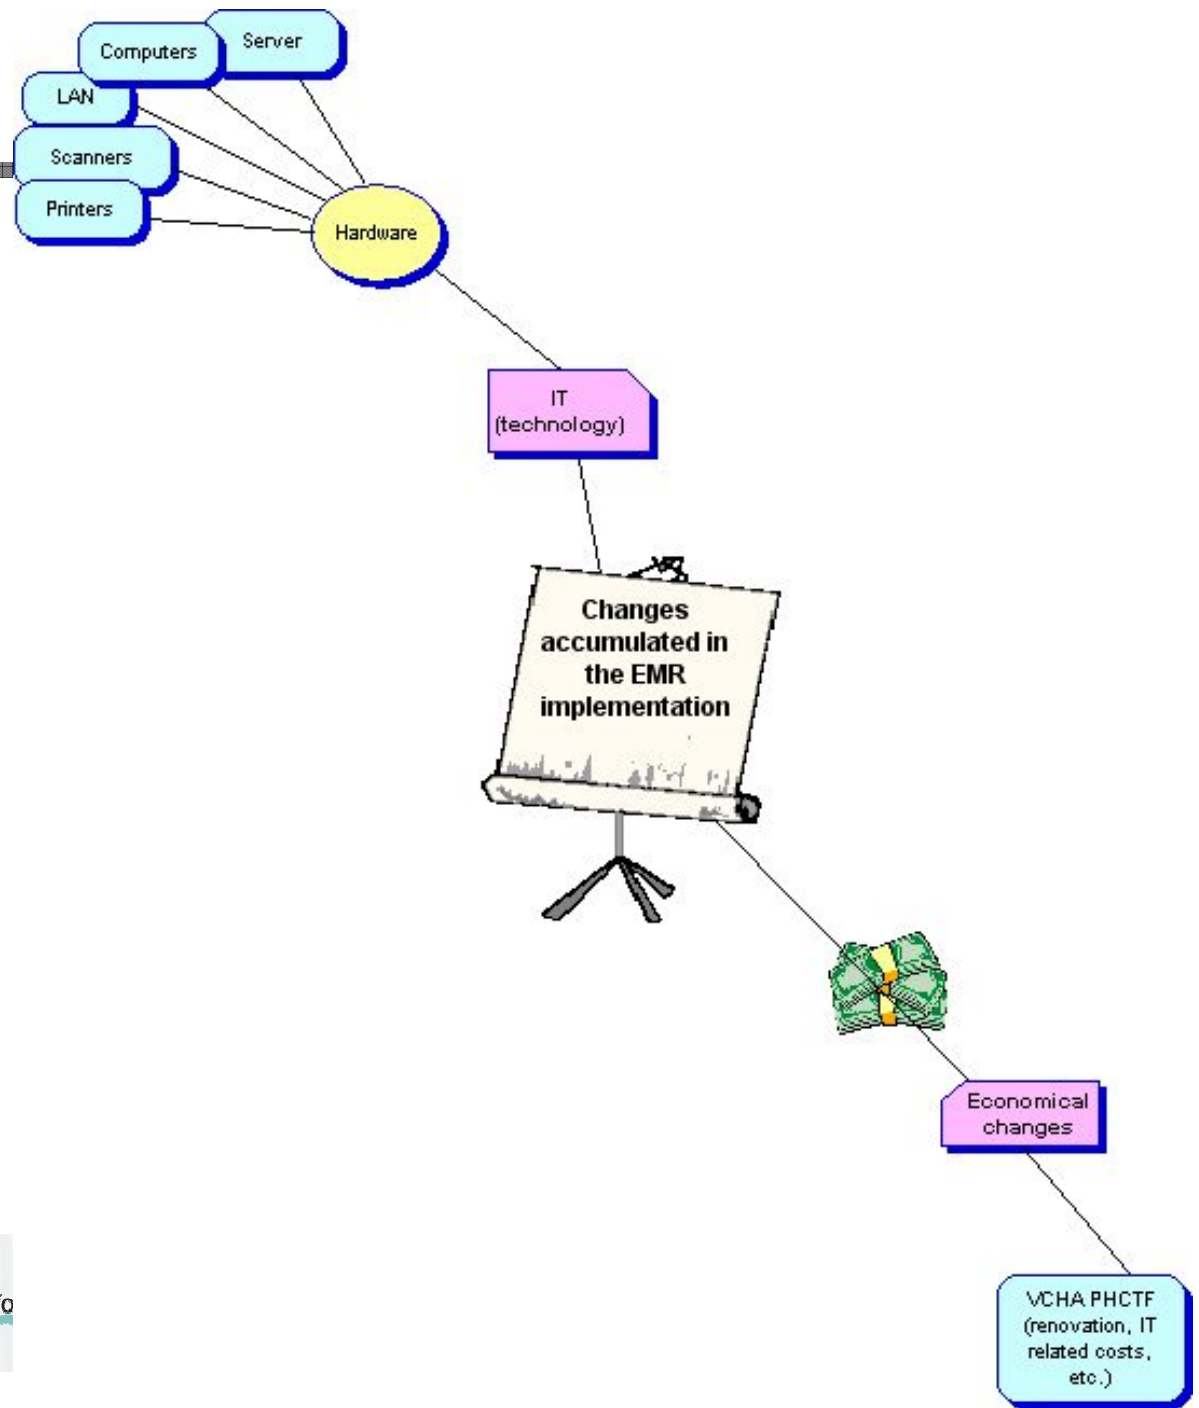 Server
Computers
LAN
Scanners
Printers
Hardware
IT
(technology)
Changes
accumulated in
the EMR
implementation
Economical
changes
VCHA PHCTF
(renovation, IT
related costs,
etc.)